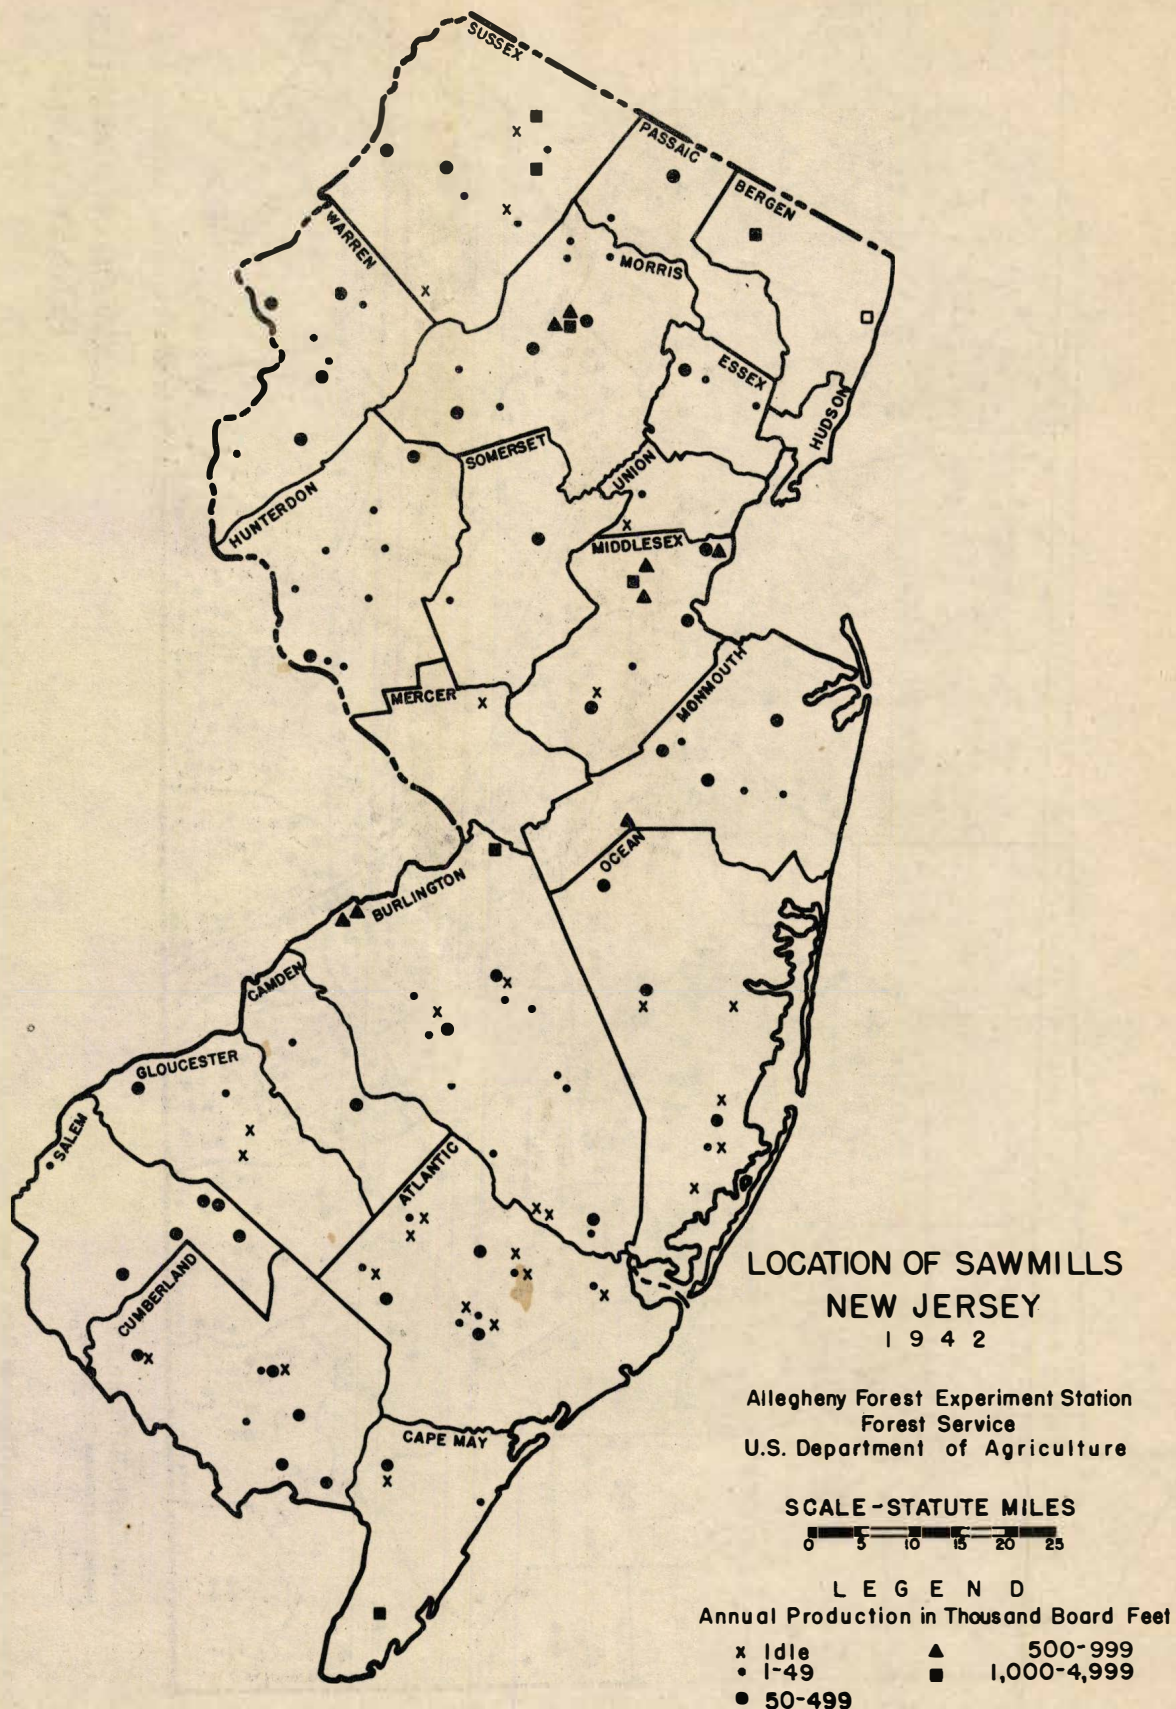 SUSSEX
PASSAIC
BERGEN
WARREN
MORRIS
ESSEX
HUDSON
SOMERSET
UNION
HUNTERDON
MIDDLESEX
MERCER
MONMOUTH
OCEAN
BURLINGTON
CAMDEN
GLOUCESTER
SALEM
ATLANTIC
CUMBERLAND
CAPE MAY
LOCATION OF SAWMILLS
NEW JERSEY
1942
Allegheny Forest Experiment Station
Forest Service
U.S. Department of Agriculture
SCALE-STATUTE MILES
0 5 10 15 20 25
LEGEND
Annual Production in Thousand Board Feet
x Idle ▲ 500-999
• 1-49 ■ 1,000-4,999
● 50-499